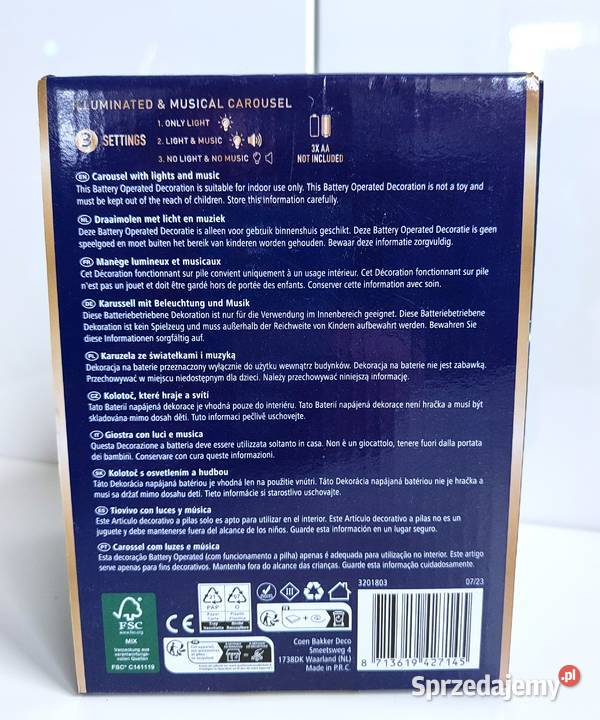 ILLUMINATED & MUSICAL CAROUSEL
3 SETTINGS
1. ONLY LIGHT
2. LIGHT & MUSIC
3. NO LIGHT & NO MUSIC
3X AA
NOT INCLUDED
EN Carousel with lights and music
This Battery Operated Decoration is suitable for indoor use only. This Battery Operated Decoration is not a toy and
must be kept out of the reach of children. Store this information carefully.
NL Draaimolen met licht en muziek
Deze Battery Operated Decoratie is alleen voor gebruik binnenshuis geschikt. Deze Battery Operated Decoratie is geen
speelgoed en moet buiten het bereik van kinderen worden gehouden. Bewaar deze informatie zorgvuldig.
FR Manège lumineux et musicaux
Cet Décoration fonctionnant sur pile convient uniquement à un usage intérieur. Cet Décoration fonctionnant sur pile
n'est pas un jouet et doit être gardé hors de portée des enfants. Conserver cette information avec soin.
DE Karussell mit Beleuchtung und Musik
Diese Batteriebetriebene Dekoration ist nur für die Verwendung im Innenbereich geeignet. Diese Batteriebetriebene
Dekoration ist kein Spielzeug und muss außerhalb der Reichweite von Kindern aufbewahrt werden. Bewahren Sie
diese Informationen sorgfältig auf.
PL Karuzela ze światełkami i muzyką
Dekoracja na baterie przeznaczony wyłącznie do użytku wewnątrz budynków. Dekoracja na baterie nie jest zabawką.
Przechowywać w miejscu niedostępnym dla dzieci. Należy przechowywać niniejszą informację.
CZ Kolotoč, které hraje a svítí
Tato Baterií napájená dekorace je vhodná pouze do interiéru. Tato Baterií napájená dekorace není hračka a musí být
skladována mimo dosah dětí. Tuto informaci pečlivě uschovejte.
IT Giostra con luci e musica
Questa Decorazione a batteria deve essere utilizzata soltanto in casa. Non è un giocattolo, tenere fuori dalla portata
dei bambini. Conservare con cura queste informazioni.
SK Kolotoč s osvetlením a hudbou
Táto Dekorácia napájaná batériou je vhodná len na použitie vnútri. Táto Dekorácia napájaná batériou nie je hračka a
musí sa držať mimo dosahu detí. Tieto informácie si starostlivo uschovajte.
ES Tiovivo con luces y música
Este Artículo decorativo a pilas solo es apto para utilizar en el interior. Este Artículo decorativo a pilas no es un
juguete y debe mantenerse fuera del alcance de los niños. Guarde esta información en un lugar seguro.
PT Carossel com luzes e música
Esta decoração Battery Operated (com funcionamento a pilha) apenas é adequada para utilização no interior. Este artigo
serve apenas para fins decorativos. Mantenha fora do alcance das crianças. Guarde esta informação cuidadosamente.
3201803
07/23
FSC
www.fsc.org
MIX
Verpackung aus
verantwortungs-
vollen Quellen
FSC® C141119
21
PAP
CE
FR
Coen Bakker Deco
Smeetsweg 4
1738DK Waarland (NL)
Made in P.R.C.
8 713619 427145
Sprzedajemy.pl